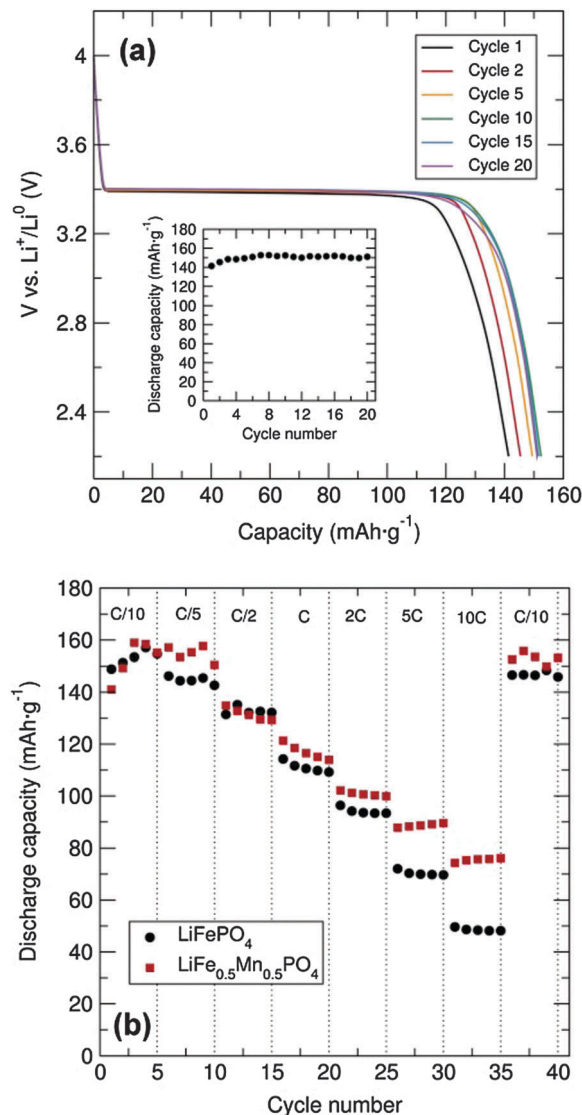 (a)
Cycle 1
Cycle 2
Cycle 5
Cycle 10
Cycle 15
Cycle 20
V vs. Li⁺/Li⁰ (V)
4
3.6
3.2
2.8
2.4
Discharge capacity (mAh·g⁻¹)
180
160
140
120
100
80
60
40
20
0
0 4 8 12 16 20
Cycle number
0 20 40 60 80 100 120 140 160
Capacity (mAh·g⁻¹)
Discharge capacity (mAh·g⁻¹)
180
160
140
120
100
80
60
40
20
0
C/10 C/5 C/2 C 2C 5C 10C C/10
LiFePO₄
LiFe₀.₅Mn₀.₅PO₄
(b)
0 5 10 15 20 25 30 35 40
Cycle number